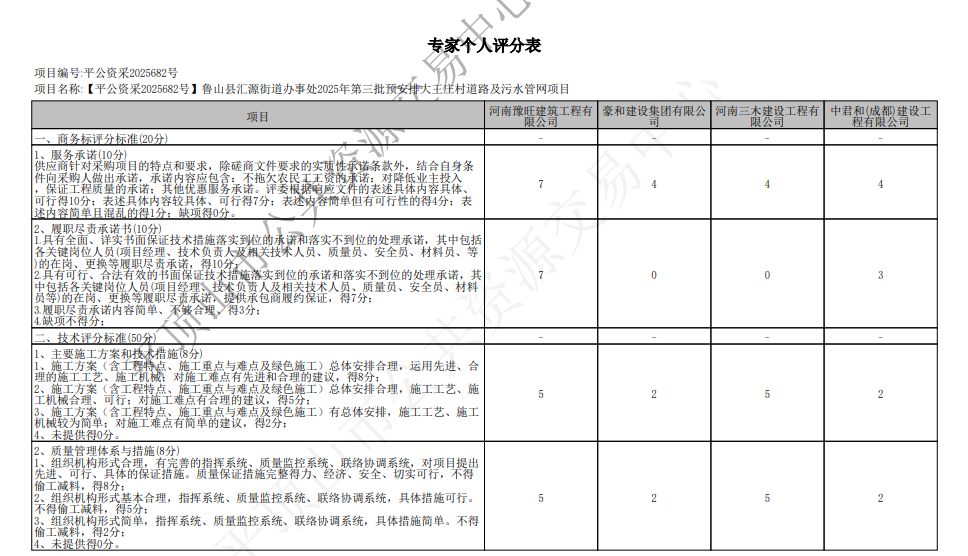 专家个人评分表
项目编号:平公资采2025682号
项目名称:【平公资采2025682号】鲁山县汇源街道办事处2025年第三批预安排大王庄村道路及污水管网项目
项目
河南豫旺建筑工程有
限公司
豪和建设集团有限公
司
河南三木建设工程有
限公司
中君和(成都)建设工
程有限公司
一、商务标评分标准(20分)
-
-
-
-
1、服务承诺(10分)
供应商针对采购项目的特点和要求，除磋商文件要求的实质性承诺条款外，结合自身条
件向采购人做出承诺，承诺内容应包含：不拖欠农民工工资的承诺；对降低业主投入
，保证工程质量的承诺；其他优惠服务承诺。评委根据响应文件的表述具体内容具体、
可行得10分；表述具体内容较具体、可行得7分；表述内容简单但有可行性的得4分；表
述内容简单且混乱的得1分；缺项得0分。
7
4
4
4
2、履职尽责承诺书(10分)
1.具有全面、详实书面保证技术措施落实到位的承诺和落实不到位的处理承诺，其中包括
各关键岗位人员(项目经理、技术负责人及相关技术人员、质量员、安全员、材料员、等
)的在岗、更换等履职尽责承诺，得10分；
2.具有可行、合法有效的书面保证技术措施落实到位的承诺和落实不到位的处理承诺，其
中包括各关键岗位人员(项目经理、技术负责人及相关技术人员、质量员、安全员、材料
员等)的在岗、更换等履职尽责承诺，提供承包商履约保证，得7分；
3.履职尽责承诺内容简单、不够合理、得3分；
4.缺项不得分；
7
0
0
3
二、技术评分标准(50分)
-
-
-
-
1、主要施工方案和技术措施(8分)
1、施工方案（含工程特点、施工重点与难点及绿色施工）总体安排合理，运用先进、合
理的施工工艺、施工机械；对施工难点有先进和合理的建议，得8分；
2、施工方案（含工程特点、施工重点与难点及绿色施工）总体安排合理，施工工艺、施
工机械合理、可行；对施工难点有合理的建议，得5分；
3、施工方案（含工程特点、施工重点与难点及绿色施工）有总体安排，施工工艺、施工
机械较为简单；对施工难点有简单的建议，得2分；
4、未提供得0分。
5
2
5
2
2、质量管理体系与措施(8分)
1、组织机构形式合理，有完善的指挥系统、质量监控系统、联络协调系统，对项目提出
先进、可行、具体的保证措施。质量保证措施完整得力、经济、安全、切实可行，不得
偷工减料，得8分；
2、组织机构形式基本合理，指挥系统、质量监控系统、联络协调系统，具体措施可行。
不得偷工减料，得5分；
3、组织机构形式简单，指挥系统、质量监控系统、联络协调系统，具体措施简单。不得
偷工减料，得2分；
4、未提供得0分。
5
2
5
2
平顶山市公共资源交易中心
平顶山市公共资源交易中心